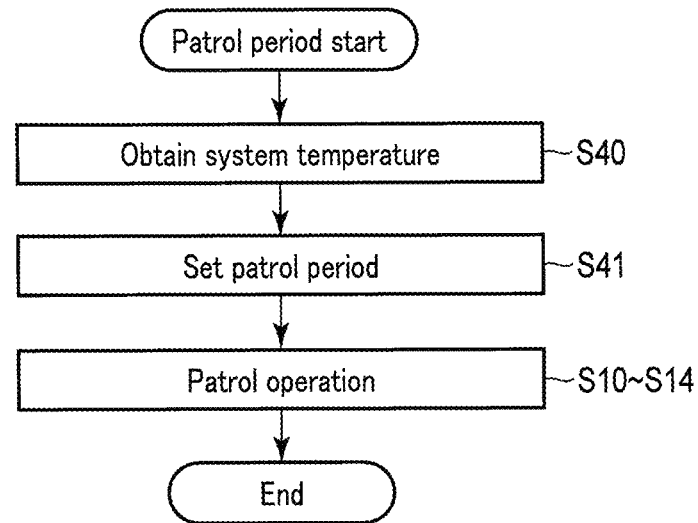 Patrol period start
Obtain system temperature S40
Set patrol period S41
Patrol operation S10~S14
End